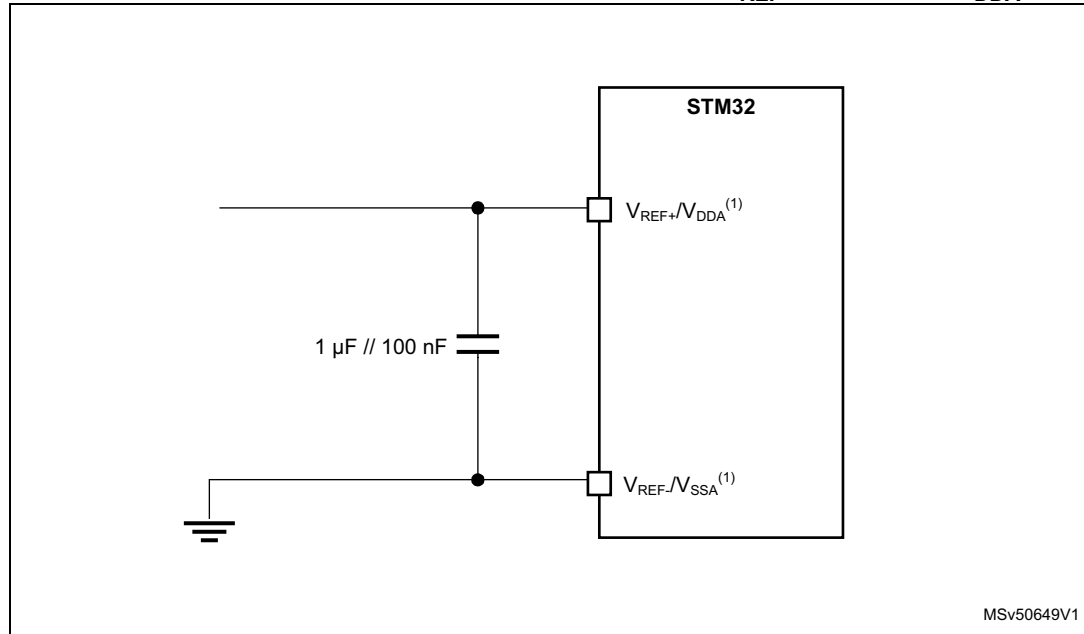 STM32
VREF+/VDDA(1)
1 µF // 100 nF
VREF-/VSSA(1)
MSv50649V1